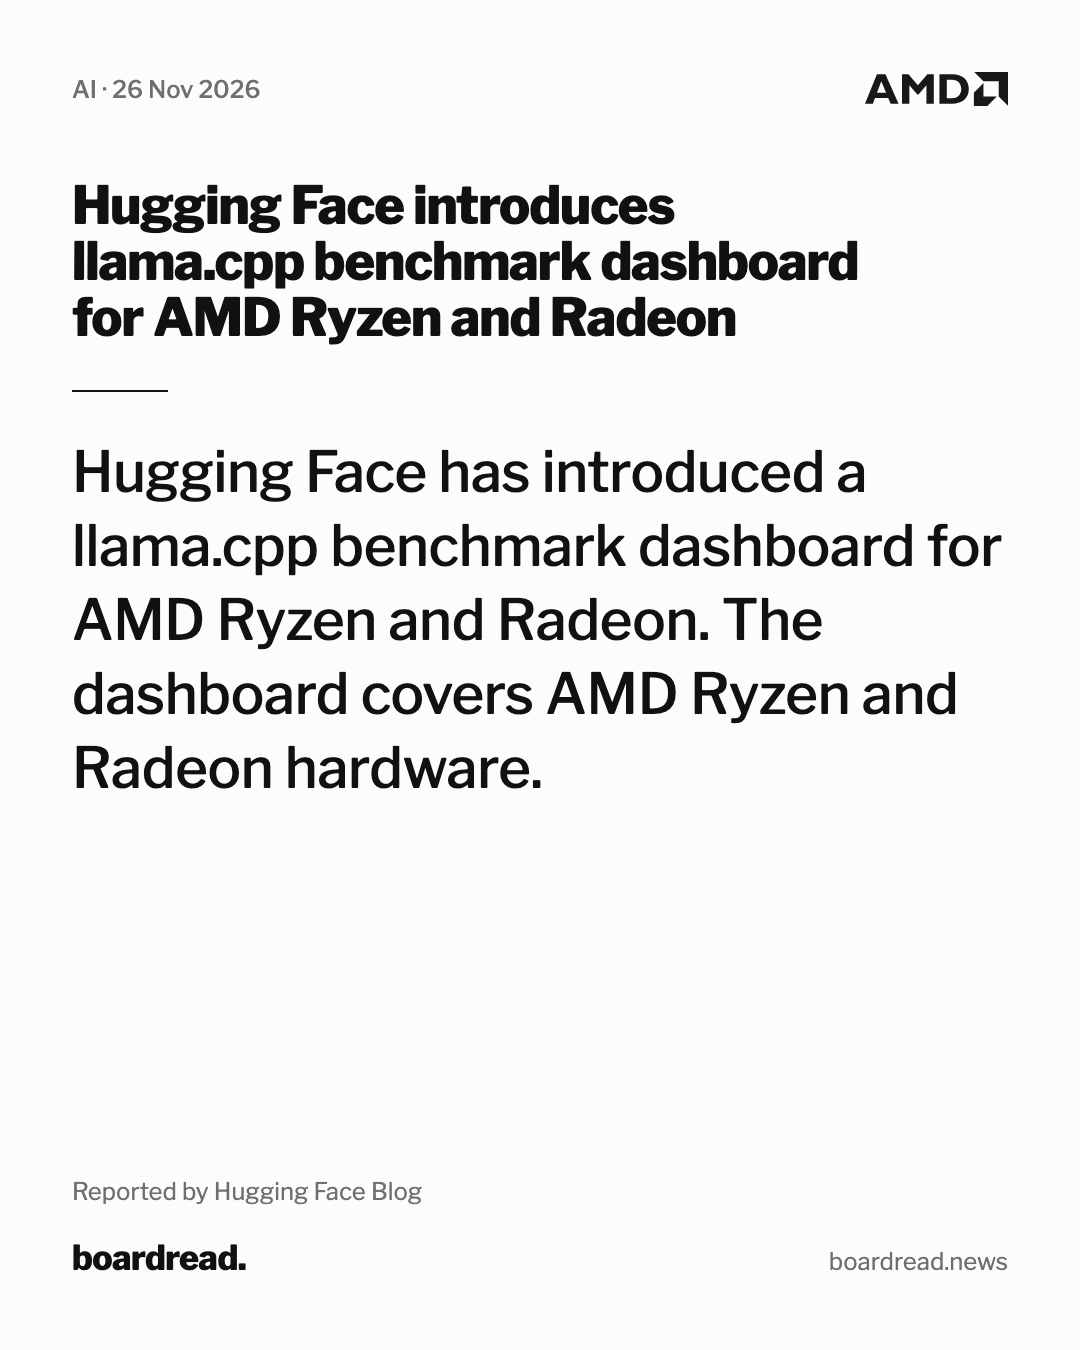 AI · 26 Nov 2026
AMD
Hugging Face introduces
llama.cpp benchmark dashboard
for AMD Ryzen and Radeon
Hugging Face has introduced a
llama.cpp benchmark dashboard for
AMD Ryzen and Radeon. The
dashboard covers AMD Ryzen and
Radeon hardware.
Reported by Hugging Face Blog
boardread.
boardread.news